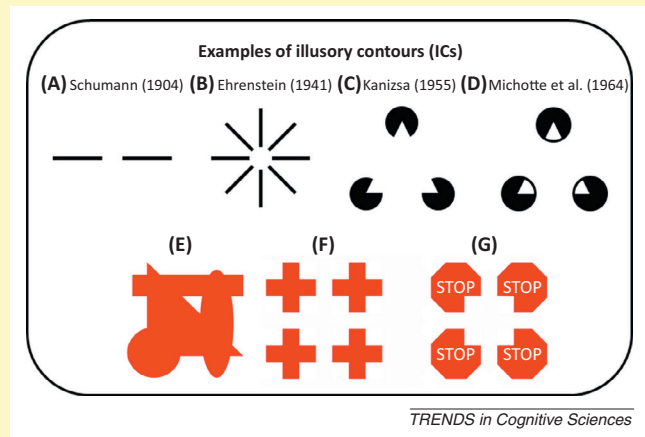 Examples of illusory contours (ICs)
(A) Schumann (1904) (B) Ehrenstein (1941) (C) Kanizsa (1955) (D) Michotte et al. (1964)
(E) (F) (G)
STOP STOP
STOP STOP
TRENDS in Cognitive Sciences